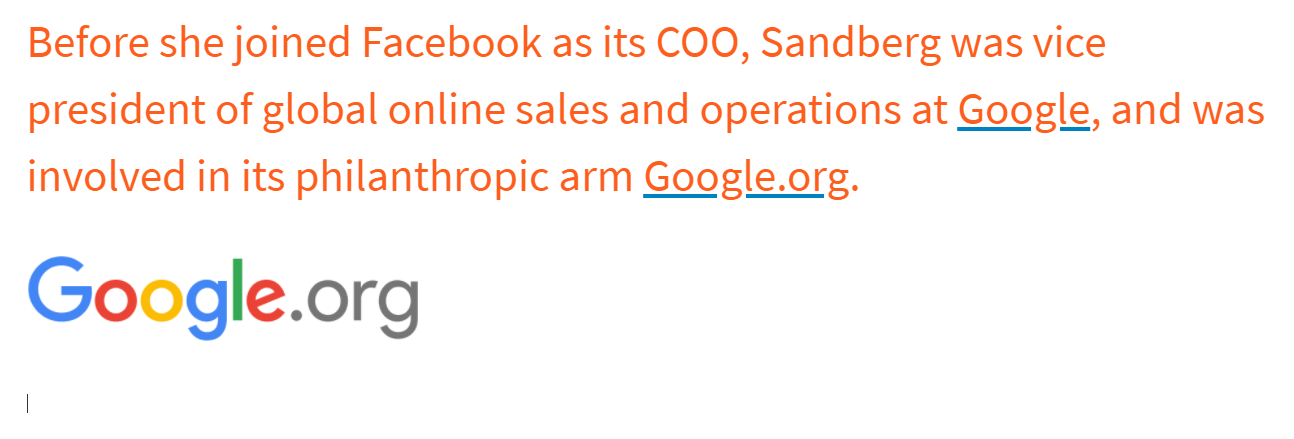 Before she joined Facebook as its COO, Sandberg was vice
president of global online sales and operations at Google, and was
involved in its philanthropic arm Google.org.
Google.org